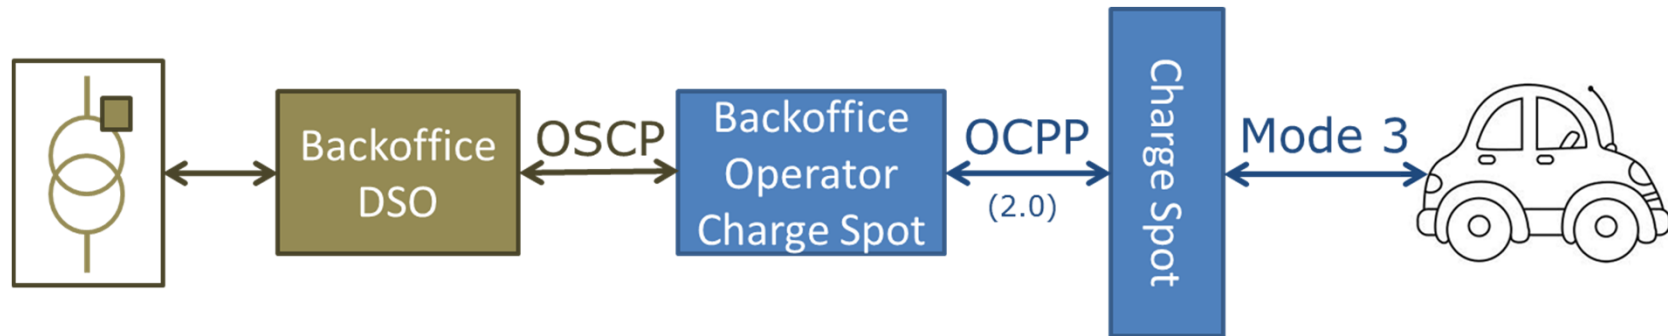 Backoffice
DSO
OSCP
Backoffice
Operator
Charge Spot
OCPP
(2.0)
Charge Spot
Mode 3